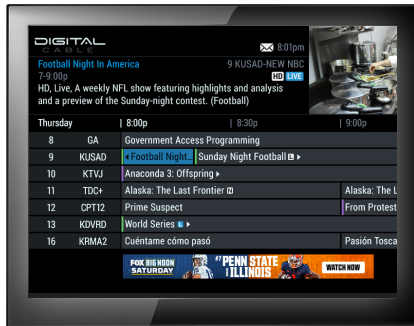 DIGITAL
CABLE
8:01pm
Football Night In America
9 KUSAD-NEW NBC
7-9:00p
HD LIVE
HD, Live, A weekly NFL show featuring highlights and analysis
and a preview of the Sunday-night contest. (Football)
Thursday | 8:00p | 8:30p | 9:00p
8 GA Government Access Programming
9 KUSAD Football Night... Sunday Night Football L
10 KTVJ Anaconda 3: Offspring
11 TDC+ Alaska: The Last Frontier Alaska: The L
12 CPT12 Prime Suspect From Protest
13 KDVRD World Series L
16 KRMA2 Cuéntame cómo pasó Pasión Tosca
FOX BIG NOON
SATURDAY
#7 PENN STATE
ILLINOIS
WATCH NOW